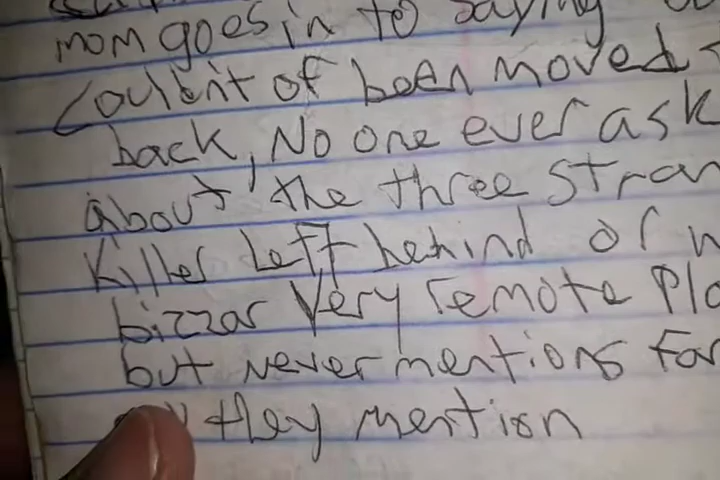 mom goes in to saying
Couldnt of been moved
back, No one ever ask
about the three stran
Killer Left behind or
bizzar Very remote Pla
but Never mentions for
they mention